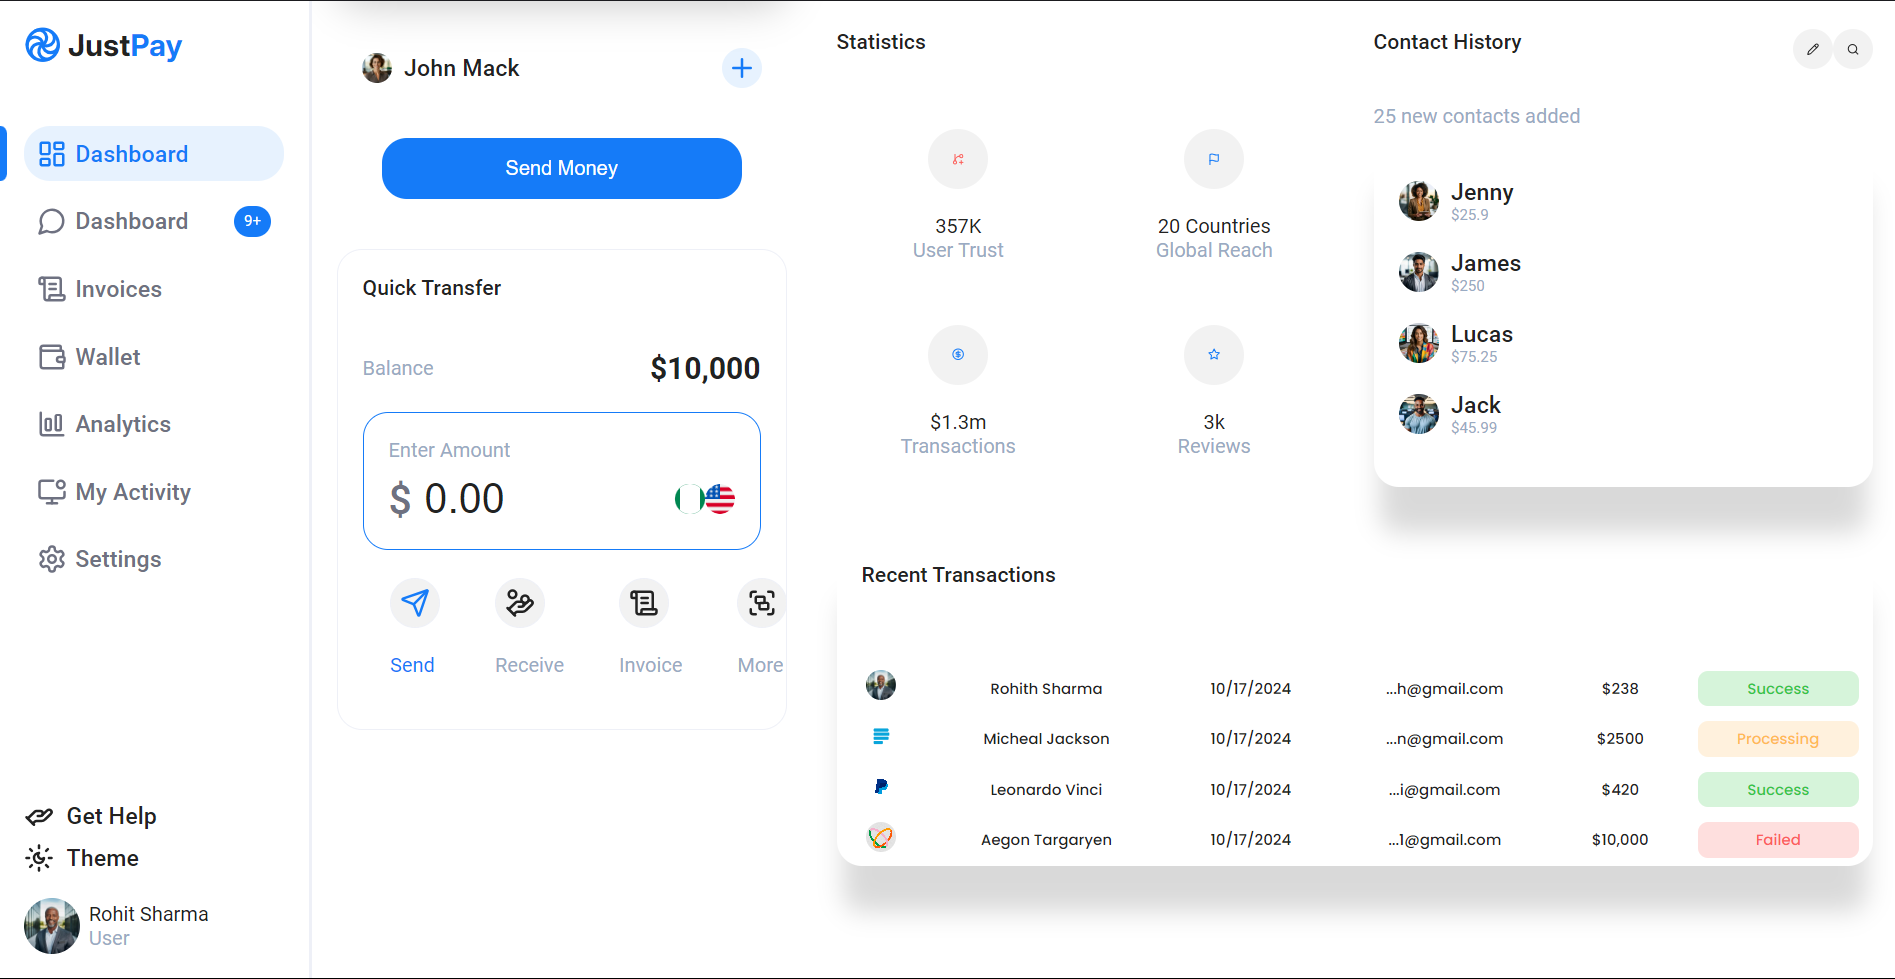 JustPay
Dashboard
Dashboard
9+
Invoices
Wallet
Analytics
My Activity
Settings
Get Help
Theme
Rohit Sharma
User
John Mack
Send Money
Quick Transfer
Balance
$10,000
Enter Amount
$ 0.00
Send
Receive
Invoice
More
Statistics
357K
User Trust
20 Countries
Global Reach
$1.3m
Transactions
3k
Reviews
Contact History
25 new contacts added
Jenny
$25.9
James
$250
Lucas
$75.25
Jack
$45.99
Recent Transactions
Rohith Sharma 10/17/2024 ...h@gmail.com $238 Success
Micheal Jackson 10/17/2024 ...n@gmail.com $2500 Processing
Leonardo Vinci 10/17/2024 ...i@gmail.com $420 Success
Aegon Targaryen 10/17/2024 ...1@gmail.com $10,000 Failed